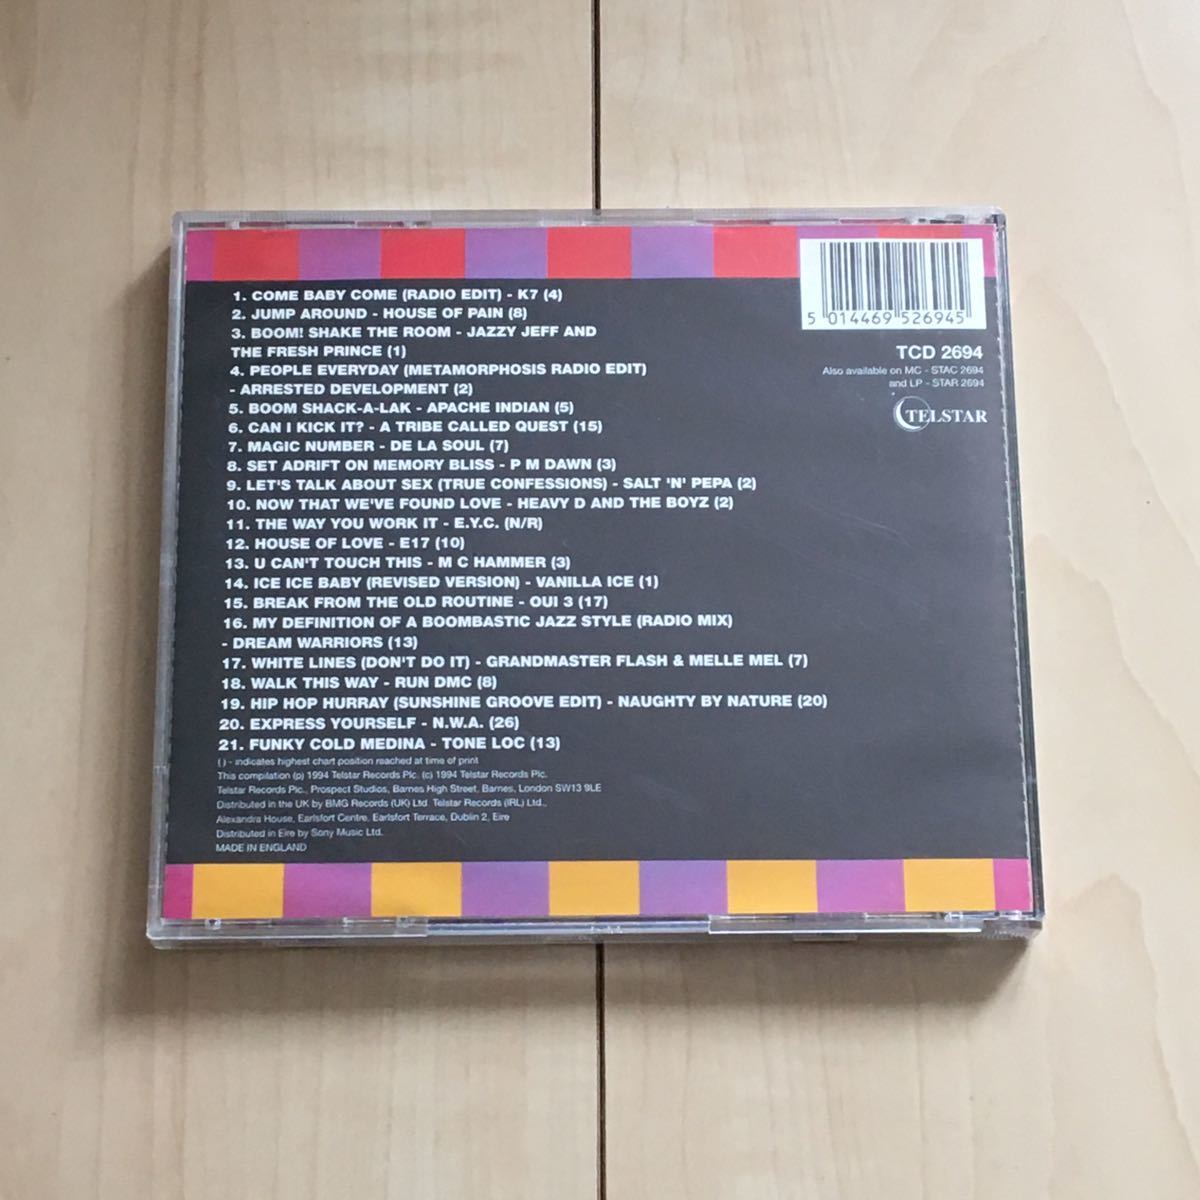 1. COME BABY COME (RADIO EDIT) - K7 (4)
2. JUMP AROUND - HOUSE OF PAIN (8)
3. BOOM! SHAKE THE ROOM - JAZZY JEFF AND
THE FRESH PRINCE (1)
4. PEOPLE EVERYDAY (METAMORPHOSIS RADIO EDIT)
- ARRESTED DEVELOPMENT (2)
5. BOOM SHACK-A-LAK - APACHE INDIAN (5)
6. CAN I KICK IT? - A TRIBE CALLED QUEST (15)
7. MAGIC NUMBER - DE LA SOUL (7)
8. SET ADRIFT ON MEMORY BLISS - P M DAWN (3)
9. LET'S TALK ABOUT SEX (TRUE CONFESSIONS) - SALT 'N' PEPA (2)
10. NOW THAT WE'VE FOUND LOVE - HEAVY D AND THE BOYZ (2)
11. THE WAY YOU WORK IT - E.Y.C. (N/R)
12. HOUSE OF LOVE - E17 (10)
13. U CAN'T TOUCH THIS - M C HAMMER (3)
14. ICE ICE BABY (REVISED VERSION) - VANILLA ICE (1)
15. BREAK FROM THE OLD ROUTINE - OUI 3 (17)
16. MY DEFINITION OF A BOOMBASTIC JAZZ STYLE (RADIO MIX)
- DREAM WARRIORS (13)
17. WHITE LINES (DON'T DO IT) - GRANDMASTER FLASH & MELLE MEL (7)
18. WALK THIS WAY - RUN DMC (8)
19. HIP HOP HURRAY (SUNSHINE GROOVE EDIT) - NAUGHTY BY NATURE (20)
20. EXPRESS YOURSELF - N.W.A. (26)
21. FUNKY COLD MEDINA - TONE LOC (13)
( ) - indicates highest chart position reached at time of print
This compilation (p) 1994 Telstar Records Plc. (c) 1994 Telstar Records Plc.
Telstar Records Plc., Prospect Studios, Barnes High Street, Barnes, London SW13 9LE
Distributed in the UK by BMG Records (UK) Ltd. Telstar Records (IRL) Ltd.,
Alexandra House, Earlsfort Centre, Earlsfort Terrace, Dublin 2, Eire
Distributed in Eire by Sony Music Ltd.
MADE IN ENGLAND
5 014469 526945
TCD 2694
Also available on MC - STAC 2694
and LP - STAR 2694
TELSTAR